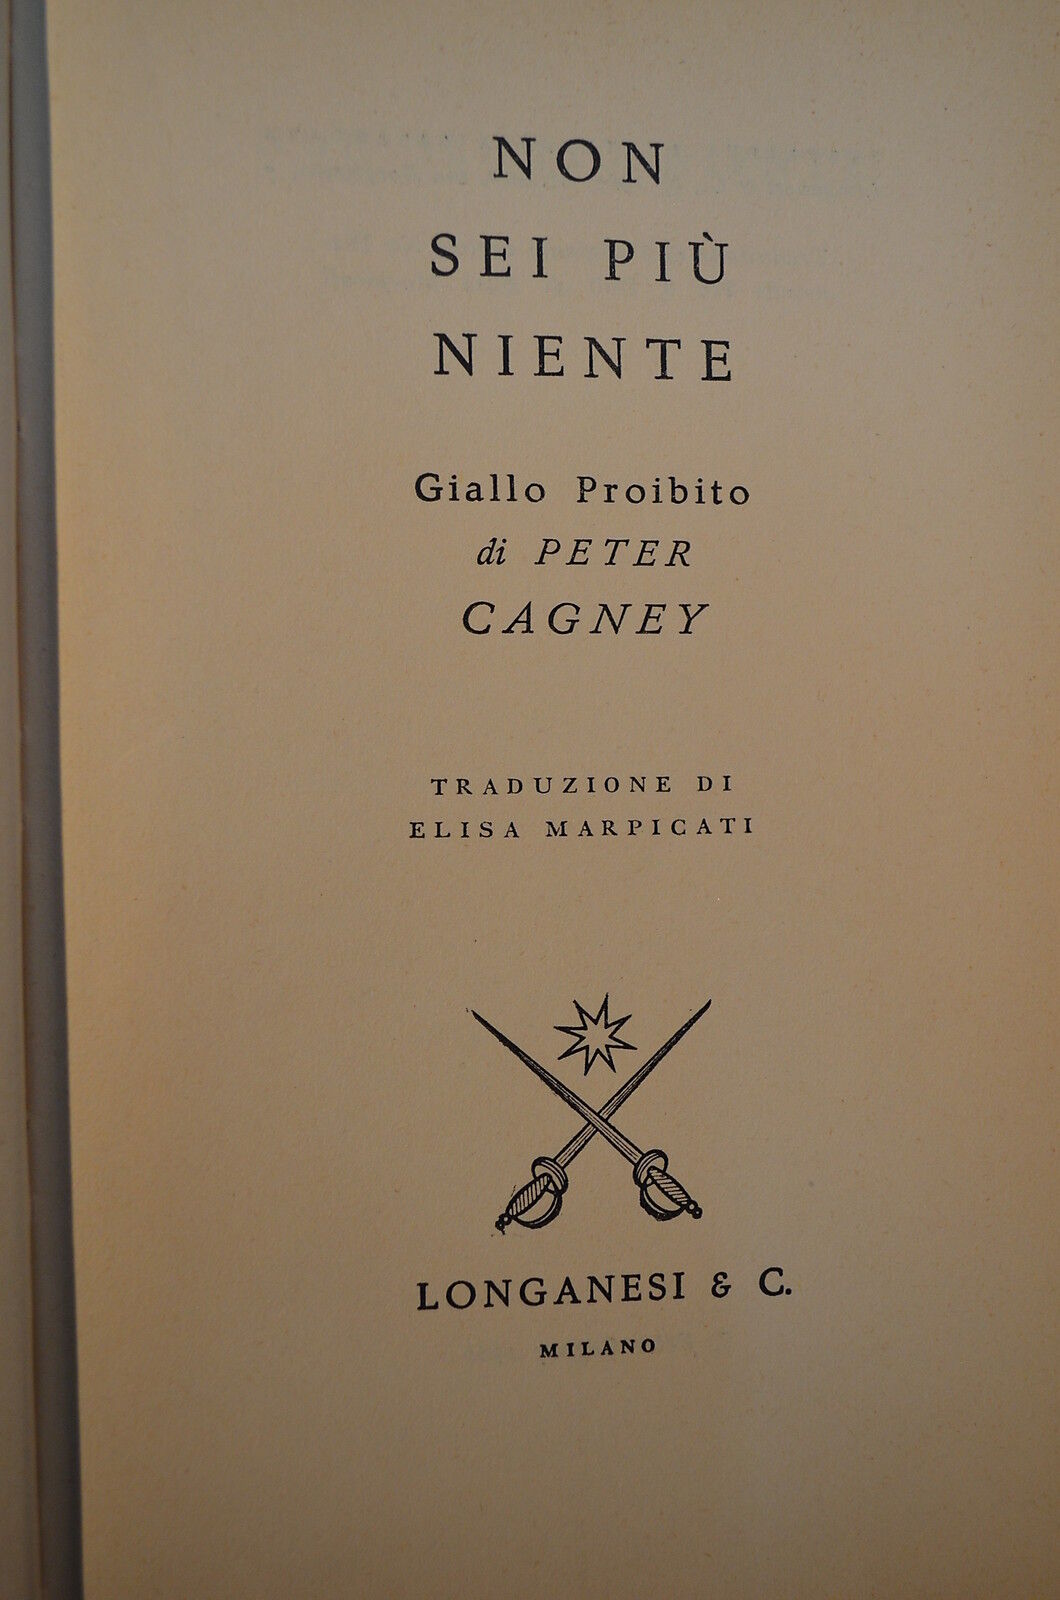 NON
SEI PIÙ
NIENTE
Giallo Proibito
di PETER
CAGNEY
TRADUZIONE DI
ELISA MARPICATI
LONGANESI & C.
MILANO